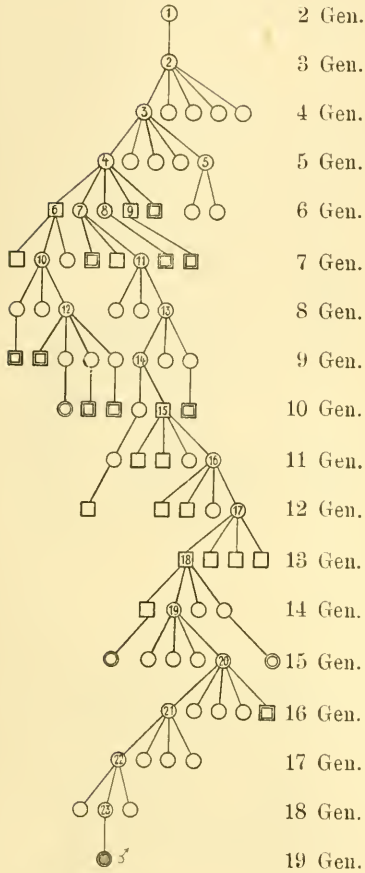 1 2 Gen.
2 3 Gen.
3 4 Gen.
4 5 5 Gen.
6 7 8 9 6 Gen.
10 11 7 Gen.
12 13 8 Gen.
14 9 Gen.
15 10 Gen.
16 11 Gen.
17 12 Gen.
18 13 Gen.
19 14 Gen.
20 15 Gen.
21 16 Gen.
22 17 Gen.
23 18 Gen.
♂ 19 Gen.